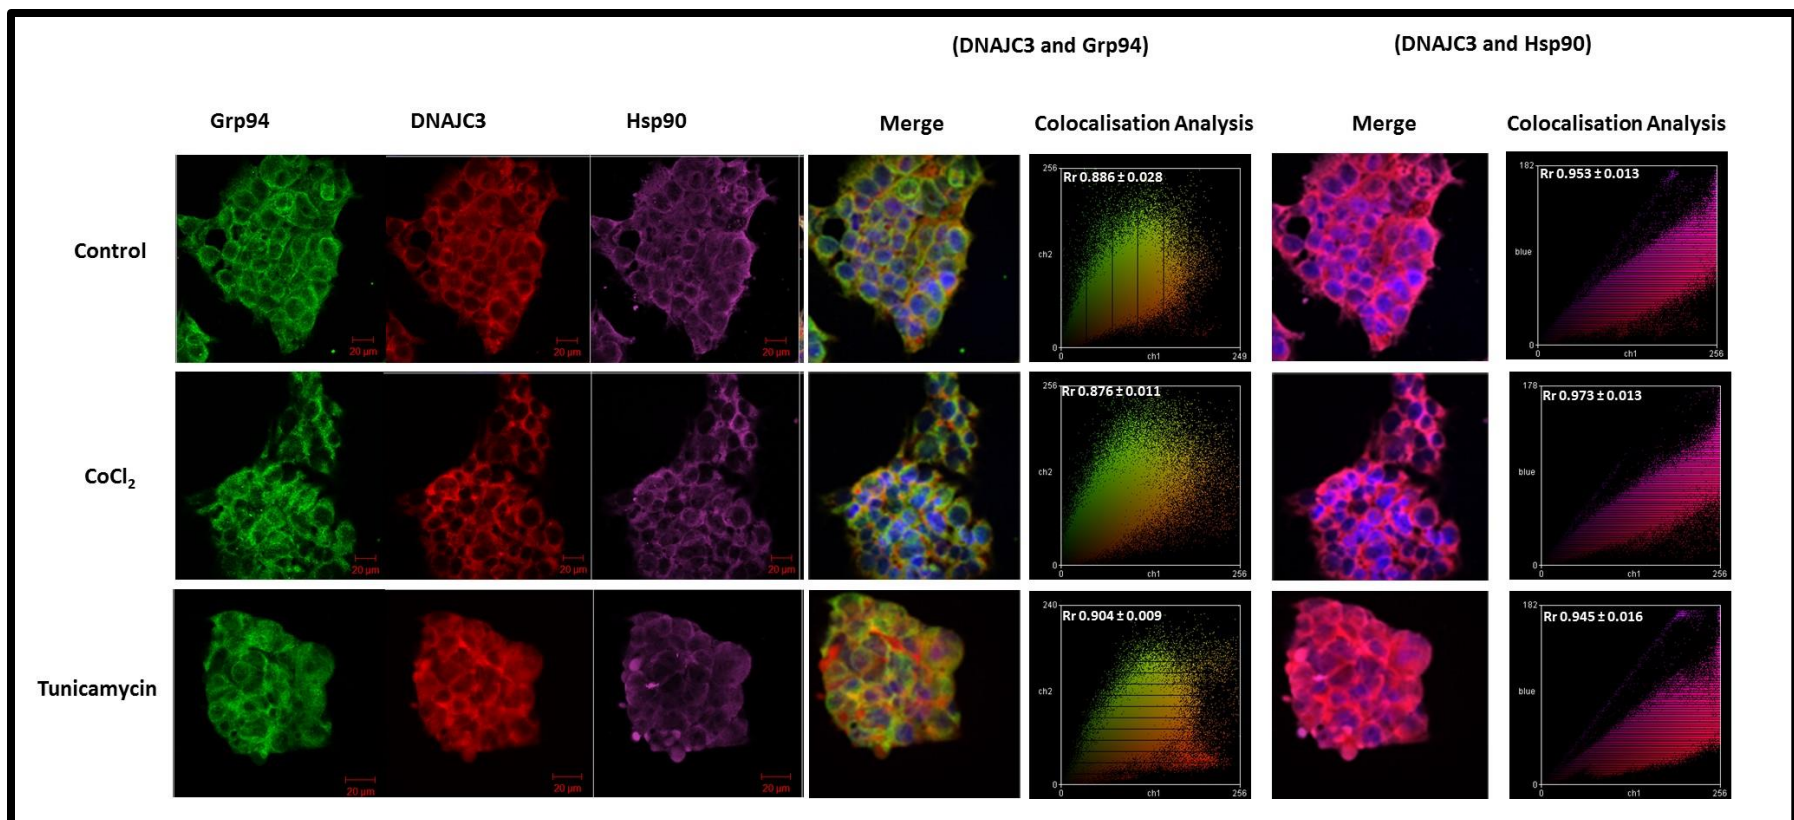 (DNAJC3 and Grp94) (DNAJC3 and Hsp90)
Grp94 DNAJC3 Hsp90 Merge Colocalisation Analysis Merge Colocalisation Analysis
Control
20 µm 20 µm 20 µm
256
Rr 0.886 ± 0.028
ch2
0
0 ch1 249
182
Rr 0.953 ± 0.013
blue
0
0 ch1 256
CoCl₂
20 µm 20 µm 20 µm
256
Rr 0.876 ± 0.011
ch2
0
0 ch1 256
178
Rr 0.973 ± 0.013
blue
0
0 ch1 256
Tunicamycin
20 µm 20 µm 20 µm
240
Rr 0.904 ± 0.009
ch2
0
0 ch1 256
182
Rr 0.945 ± 0.016
blue
0
0 ch1 256